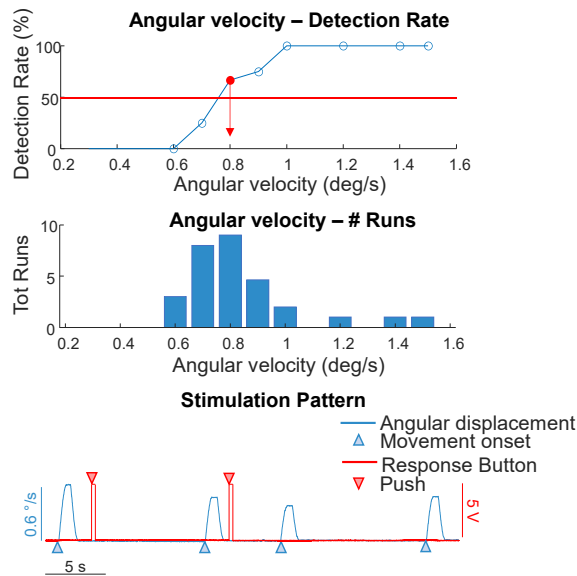 Angular velocity – Detection Rate
Detection Rate (%)
100
50
0
0.2 0.4 0.6 0.8 1 1.2 1.4 1.6
Angular velocity (deg/s)
Angular velocity – # Runs
Tot Runs
10
5
0
0.2 0.4 0.6 0.8 1 1.2 1.4 1.6
Angular velocity (deg/s)
Stimulation Pattern
Angular displacement
Movement onset
Response Button
Push
0.6 °/s
5 V
5 s